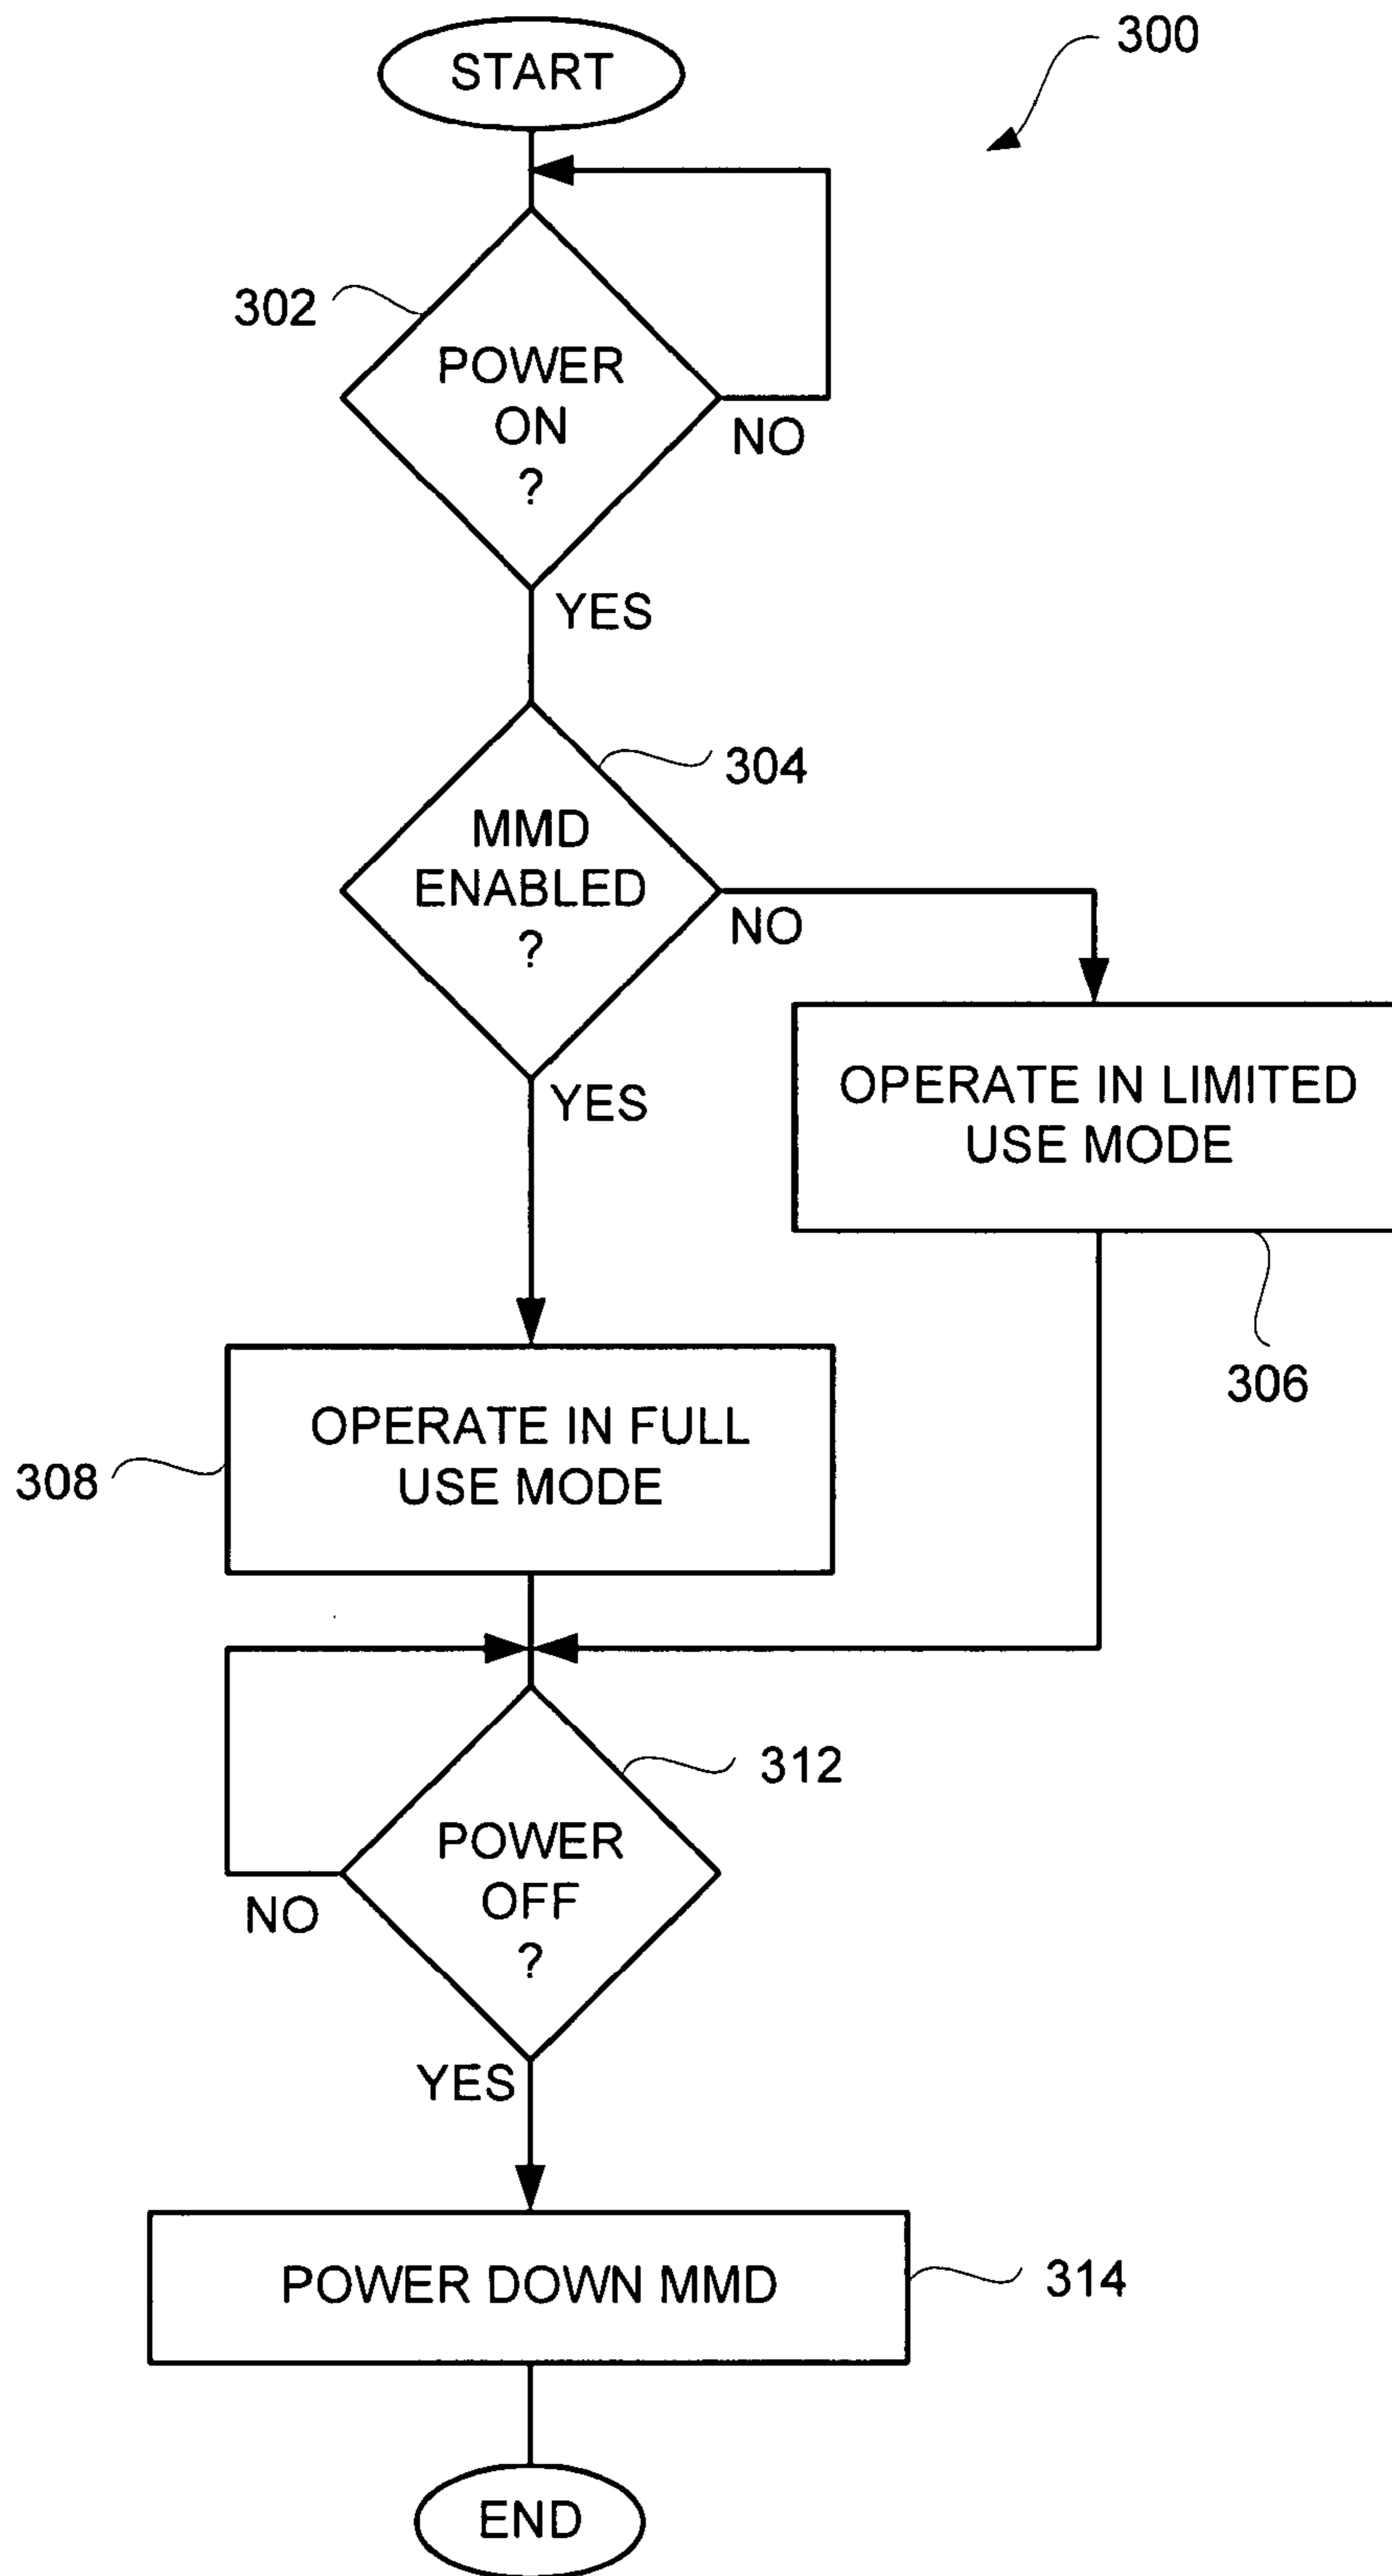 START
300
302
POWER
ON
?
NO
YES
304
MMD
ENABLED
?
NO
YES
OPERATE IN LIMITED
USE MODE
306
OPERATE IN FULL
USE MODE
308
312
POWER
OFF
?
NO
YES
POWER DOWN MMD
314
END